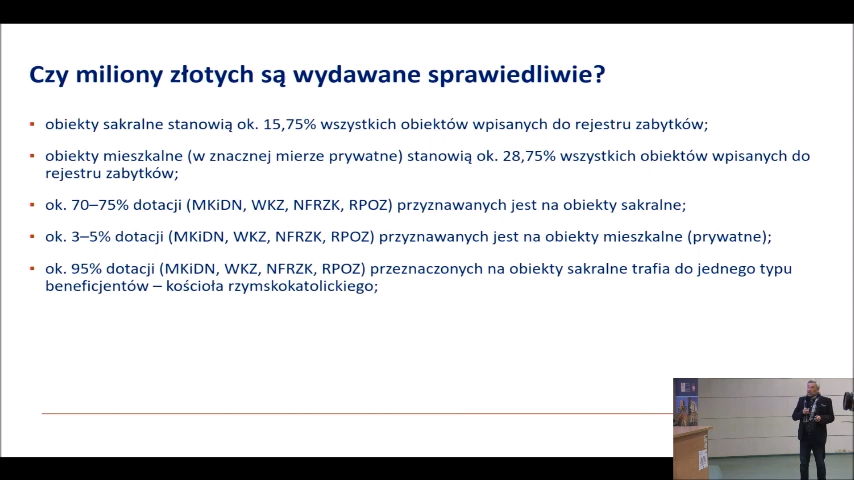 Czy miliony złotych są wydawane sprawiedliwie?
▪ obiekty sakralne stanowią ok. 15,75% wszystkich obiektów wpisanych do rejestru zabytków;
▪ obiekty mieszkalne (w znacznej mierze prywatne) stanowią ok. 28,75% wszystkich obiektów wpisanych do
rejestru zabytków;
▪ ok. 70–75% dotacji (MKiDN, WKZ, NFRZK, RPOZ) przyznawanych jest na obiekty sakralne;
▪ ok. 3–5% dotacji (MKiDN, WKZ, NFRZK, RPOZ) przyznawanych jest na obiekty mieszkalne (prywatne);
▪ ok. 95% dotacji (MKiDN, WKZ, NFRZK, RPOZ) przeznaczonych na obiekty sakralne trafia do jednego typu
beneficjentów – kościoła rzymskokatolickiego;